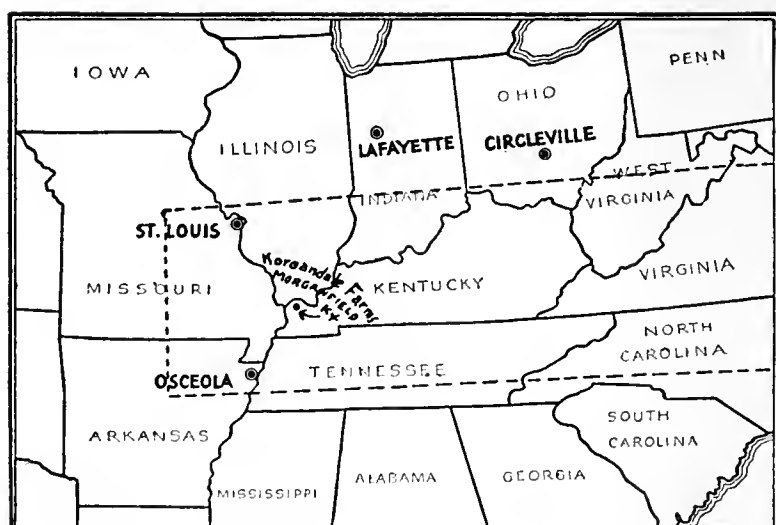 IOWA
PENN
OHIO
ILLINOIS
LAFAYETTE
CIRCLEVILLE
WEST
VIRGINIA
INDIANA
ST. LOUIS
Koroandale Farms
MORGANFIELD
KY
MISSOURI
KENTUCKY
VIRGINIA
NORTH
CAROLINA
TENNESSEE
OSCEOLA
SOUTH
CAROLINA
ARKANSAS
MISSISSIPPI
ALABAMA
GEORGIA